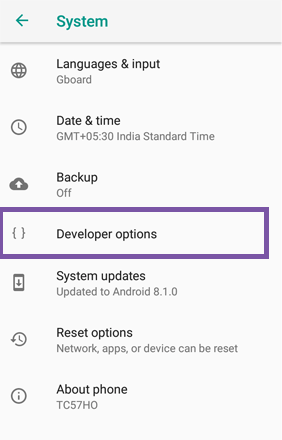 System
Languages & input
Gboard
Date & time
GMT+05:30 India Standard Time
Backup
Off
{ } Developer options
System updates
Updated to Android 8.1.0
Reset options
Network, apps, or device can be reset
About phone
TC57HO